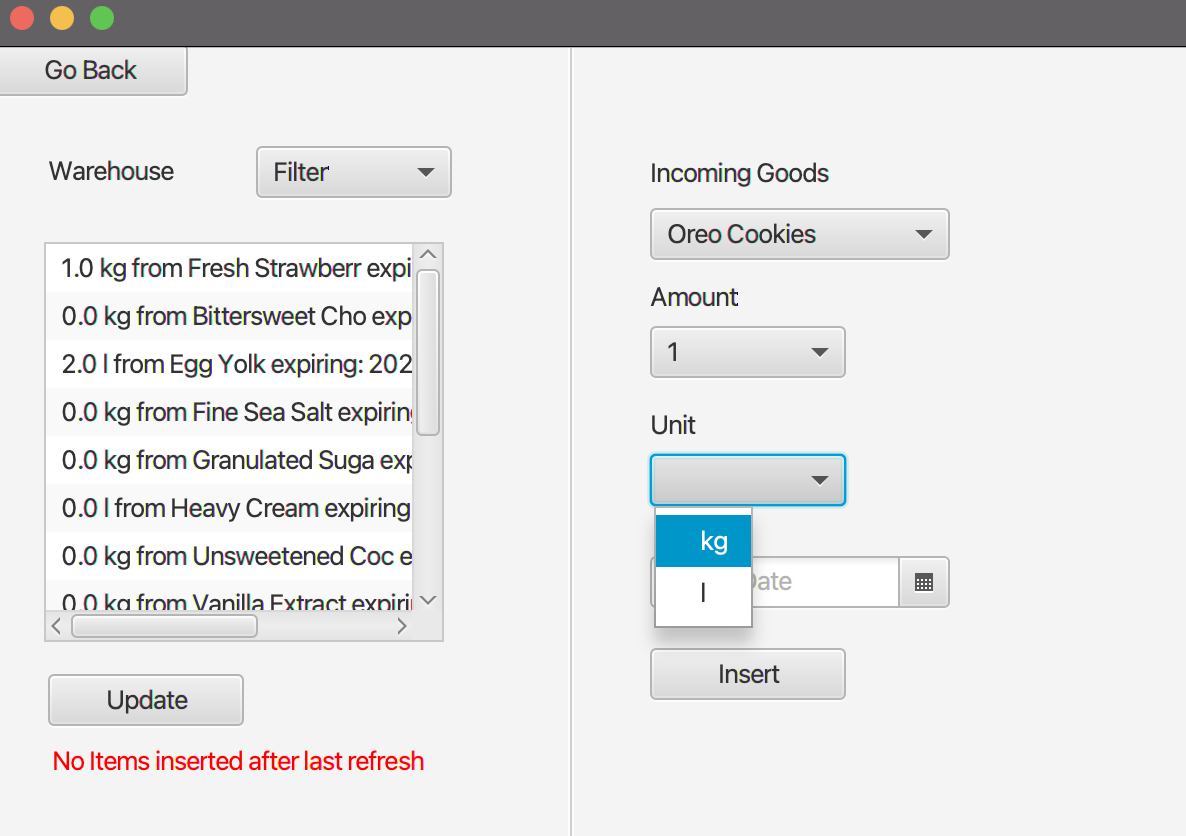 Go Back
Warehouse
Filter
1.0 kg from Fresh Strawberr expi
0.0 kg from Bittersweet Cho exp
2.0 l from Egg Yolk expiring: 202
0.0 kg from Fine Sea Salt expiring
0.0 kg from Granulated Suga exp
0.0 l from Heavy Cream expiring
0.0 kg from Unsweetened Coc e
0.0 kg from Vanilla Extract expiri
Update
No Items inserted after last refresh
Incoming Goods
Oreo Cookies
Amount
1
Unit
kg
l
Date
Insert